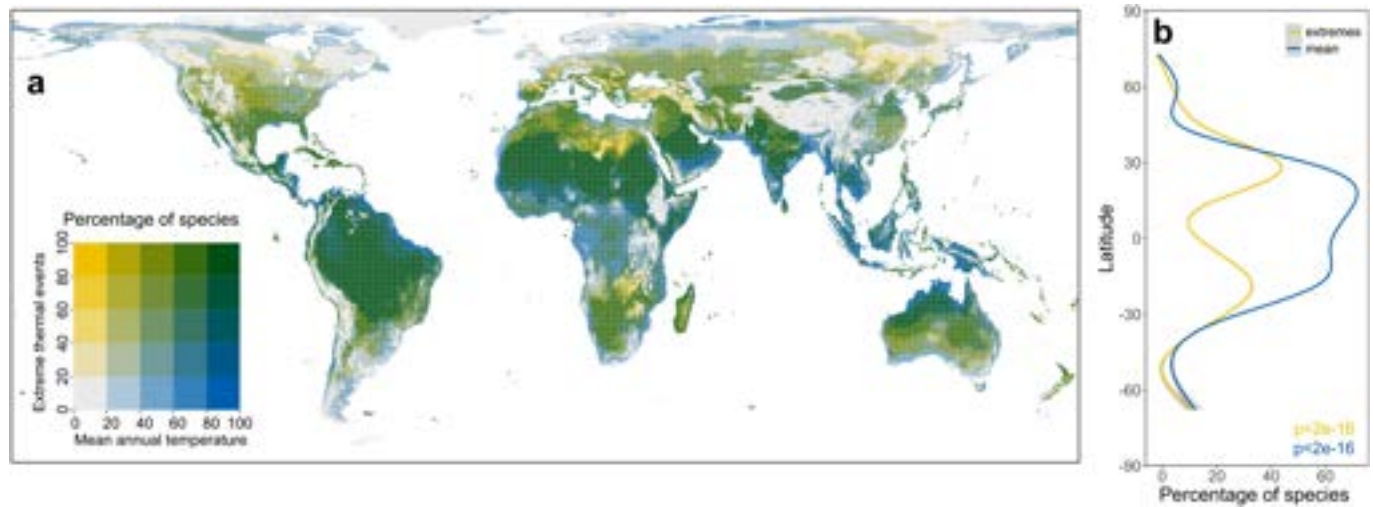 a
Percentage of species
Extreme thermal events
100
80
60
40
20
0
0 20 40 60 80 100
Mean annual temperature
b
extremes
mean
90
60
30
0
-30
-60
-90
Latitude
p<2e-16
p<2e-16
0 20 40 60
Percentage of species